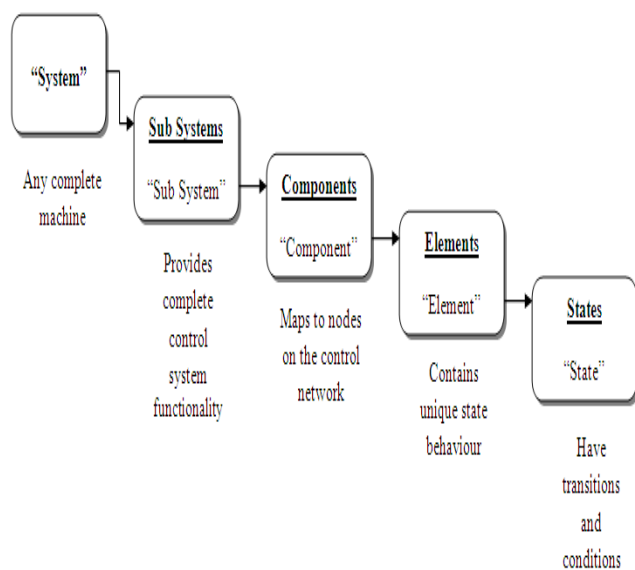 “System”
Any complete
machine
Sub Systems
“Sub System”
Provides
complete
control
system
functionality
Components
“Component”
Maps to nodes
on the control
network
Elements
“Element”
Contains
unique state
behaviour
States
“State”
Have
transitions
and
conditions